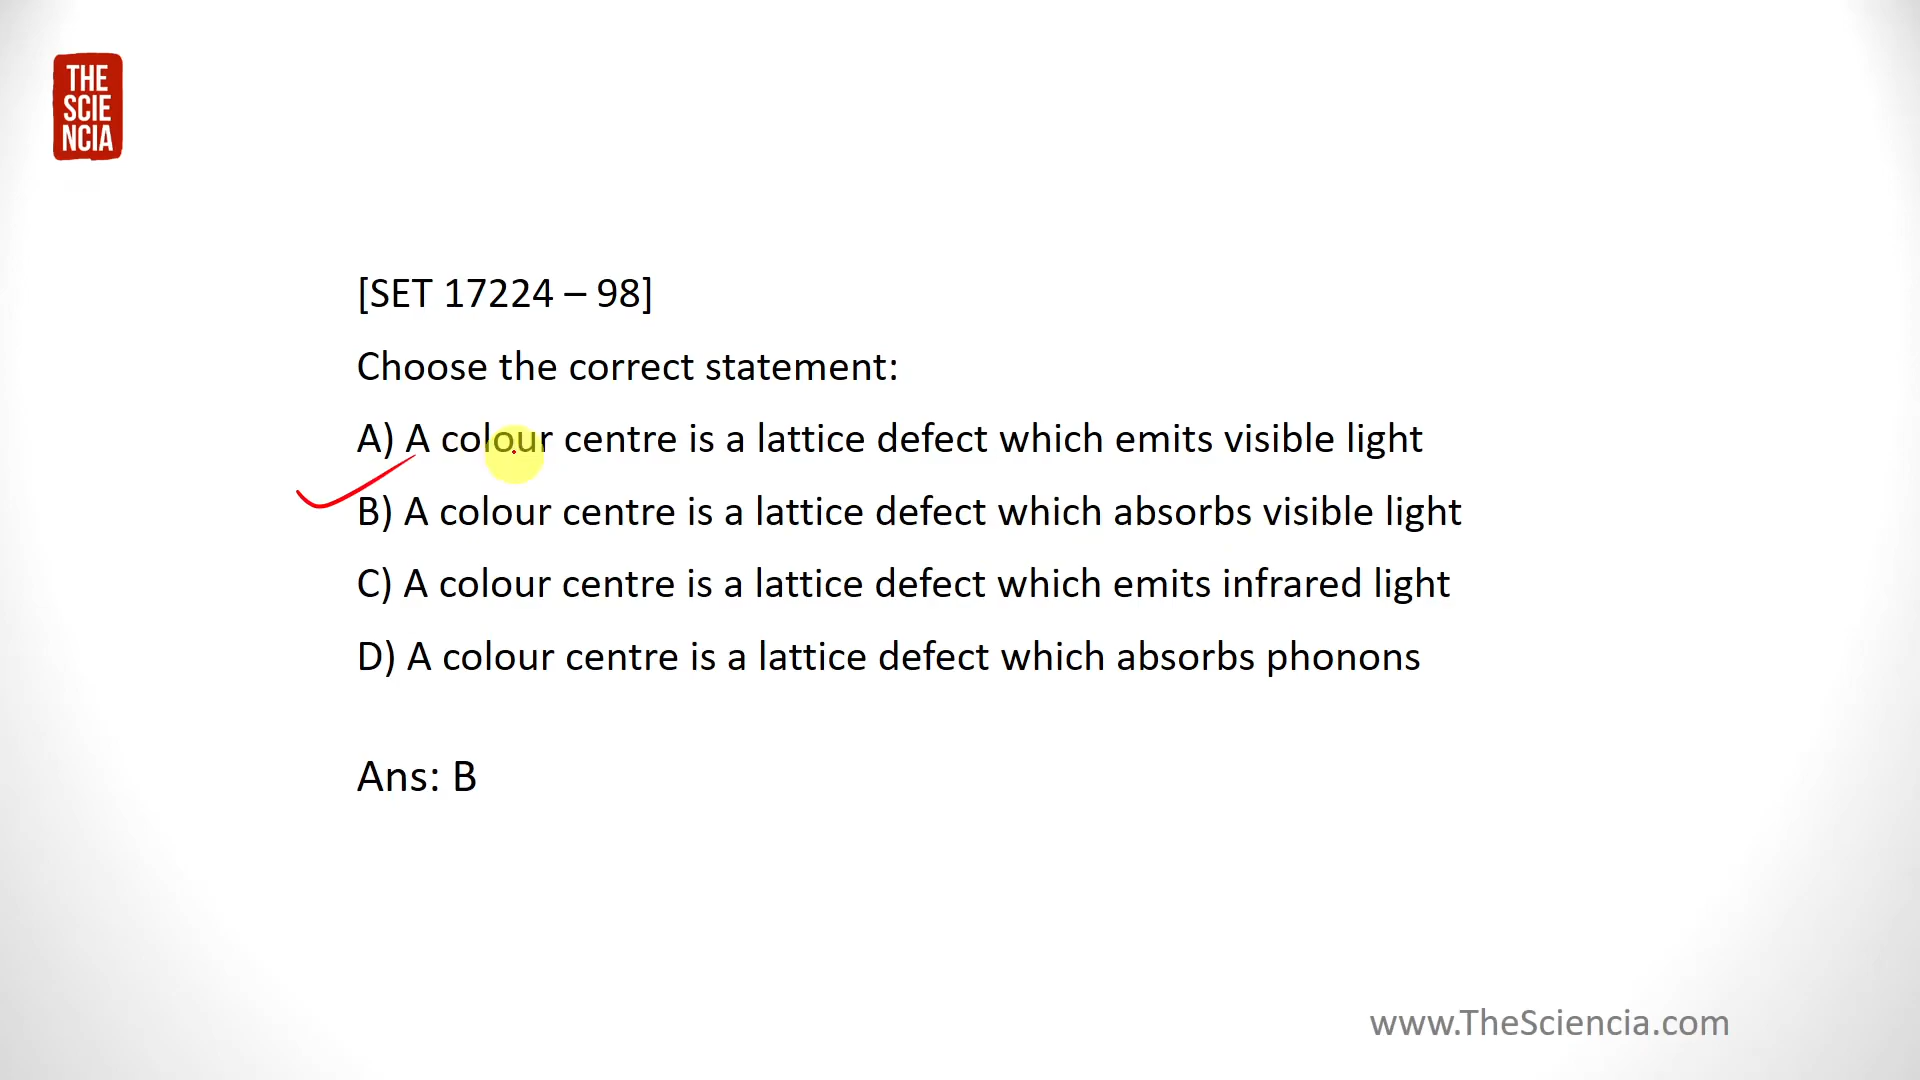 THE
SCIE
NCIA
[SET 17224 – 98]
Choose the correct statement:
A) A colour centre is a lattice defect which emits visible light
B) A colour centre is a lattice defect which absorbs visible light
C) A colour centre is a lattice defect which emits infrared light
D) A colour centre is a lattice defect which absorbs phonons
Ans: B
www.TheSciencia.com